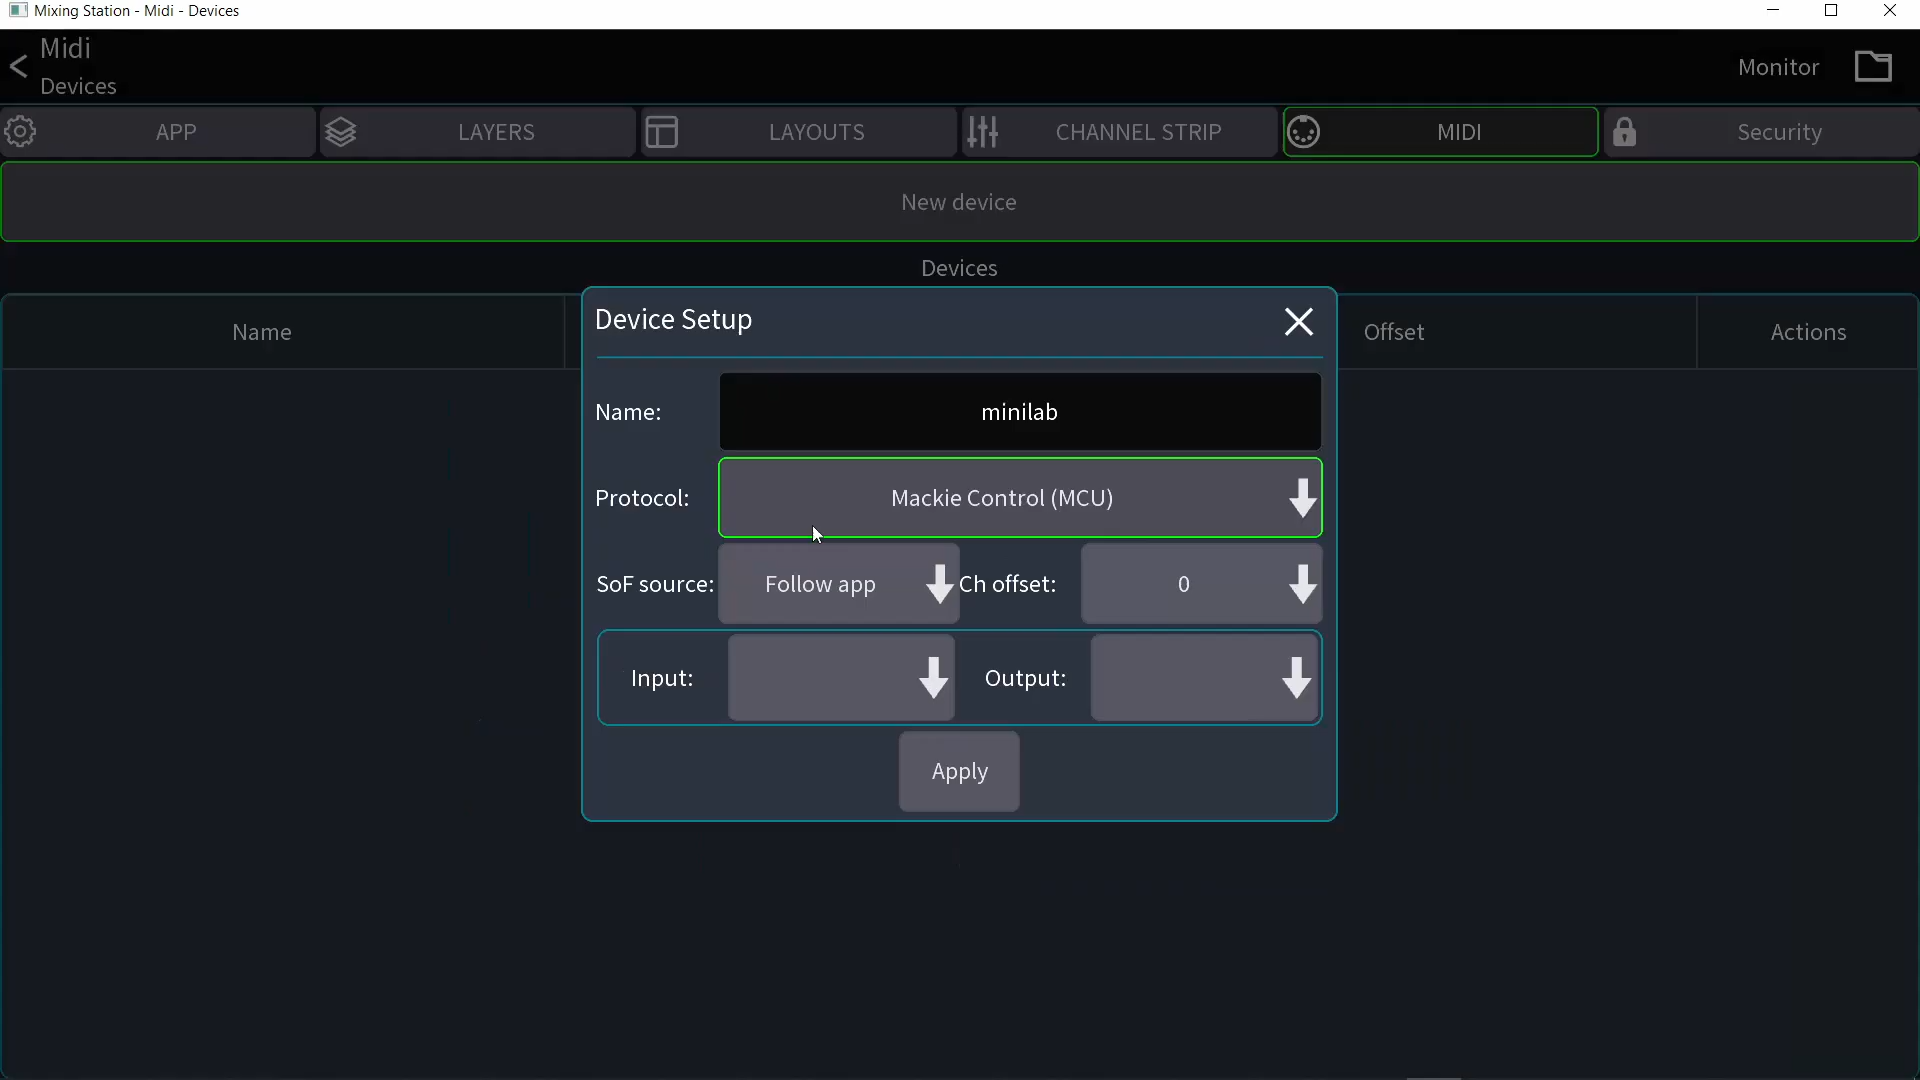 Mixing Station - Midi - Devices
Midi
Devices
Monitor
APP
LAYERS
LAYOUTS
CHANNEL STRIP
MIDI
Security
New device
Devices
Name
Offset
Actions
Device Setup
Name:
minilab
Protocol:
Mackie Control (MCU)
SoF source:
Follow app
Ch offset:
0
Input:
Output:
Apply